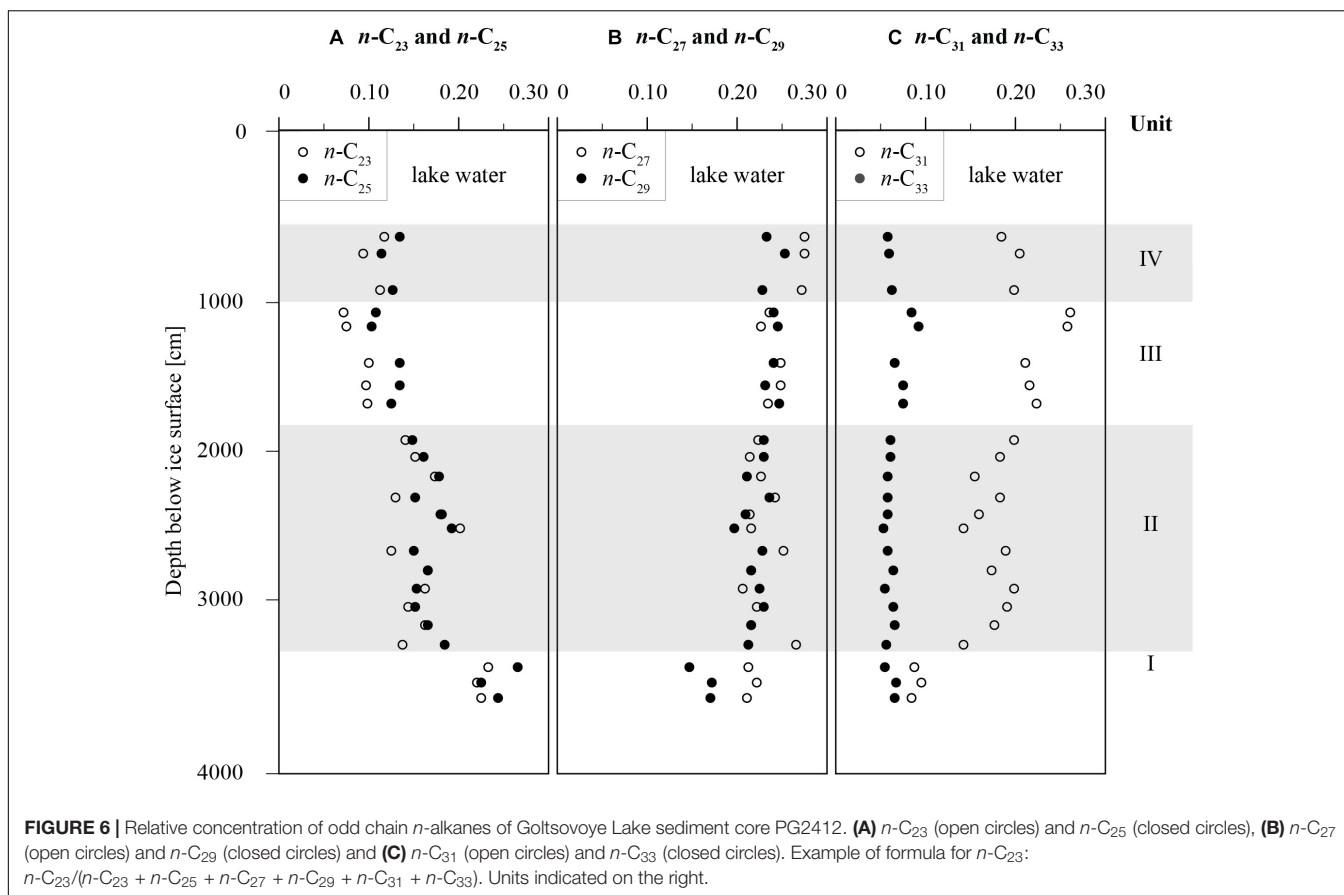 A n-C23 and n-C25
B n-C27 and n-C29
C n-C31 and n-C33
0 0.10 0.20 0.30
0 0.10 0.20 0.30
0 0.10 0.20 0.30
Unit
0
1000
2000
3000
4000
Depth below ice surface [cm]
n-C23
n-C25
lake water
n-C27
n-C29
lake water
n-C31
n-C33
lake water
IV
III
II
I
FIGURE 6 | Relative concentration of odd chain n-alkanes of Goltsovoye Lake sediment core PG2412. (A) n-C23 (open circles) and n-C25 (closed circles), (B) n-C27
(open circles) and n-C29 (closed circles) and (C) n-C31 (open circles) and n-C33 (closed circles). Example of formula for n-C23:
n-C23/(n-C23 + n-C25 + n-C27 + n-C29 + n-C31 + n-C33). Units indicated on the right.